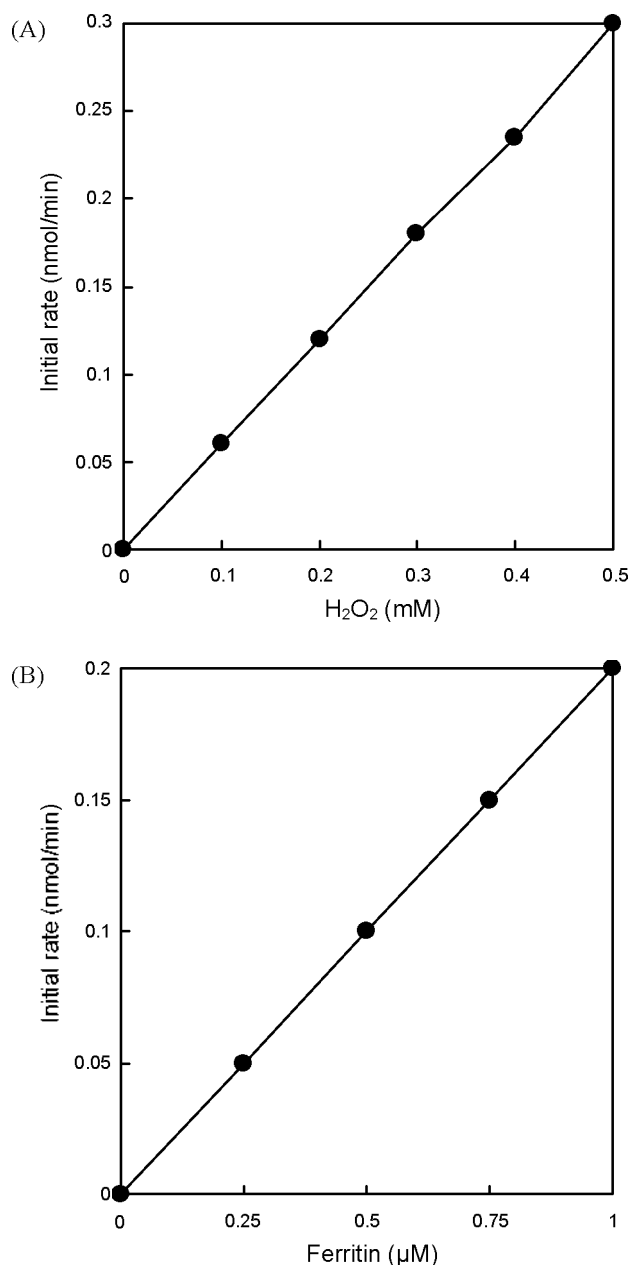 (A)
0.3
0.25
0.2
0.15
0.1
0.05
0
Initial rate (nmol/min)
0 0.1 0.2 0.3 0.4 0.5
H₂O₂ (mM)
(B)
0.2
0.15
0.1
0.05
0
Initial rate (nmol/min)
0 0.25 0.5 0.75 1
Ferritin (µM)